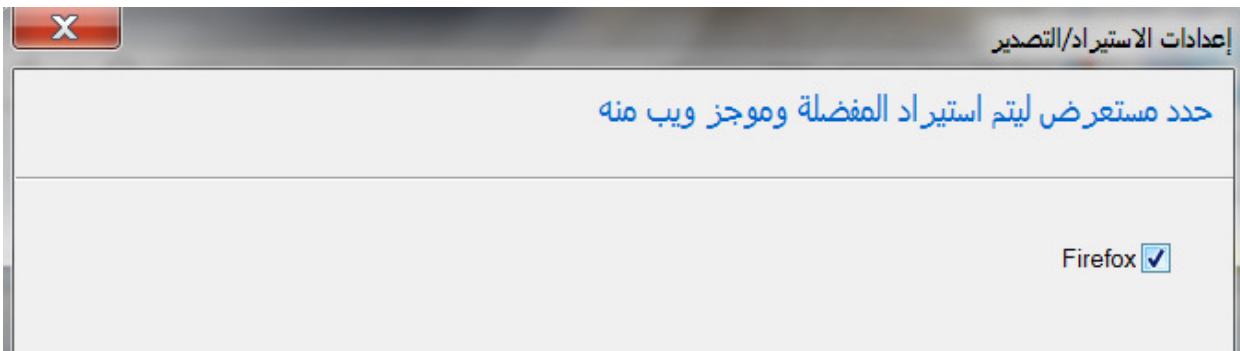 إعدادات الاستيراد/التصدير
حدد مستعرض ليتم استيراد المفضلة وموجز ويب منه
Firefox